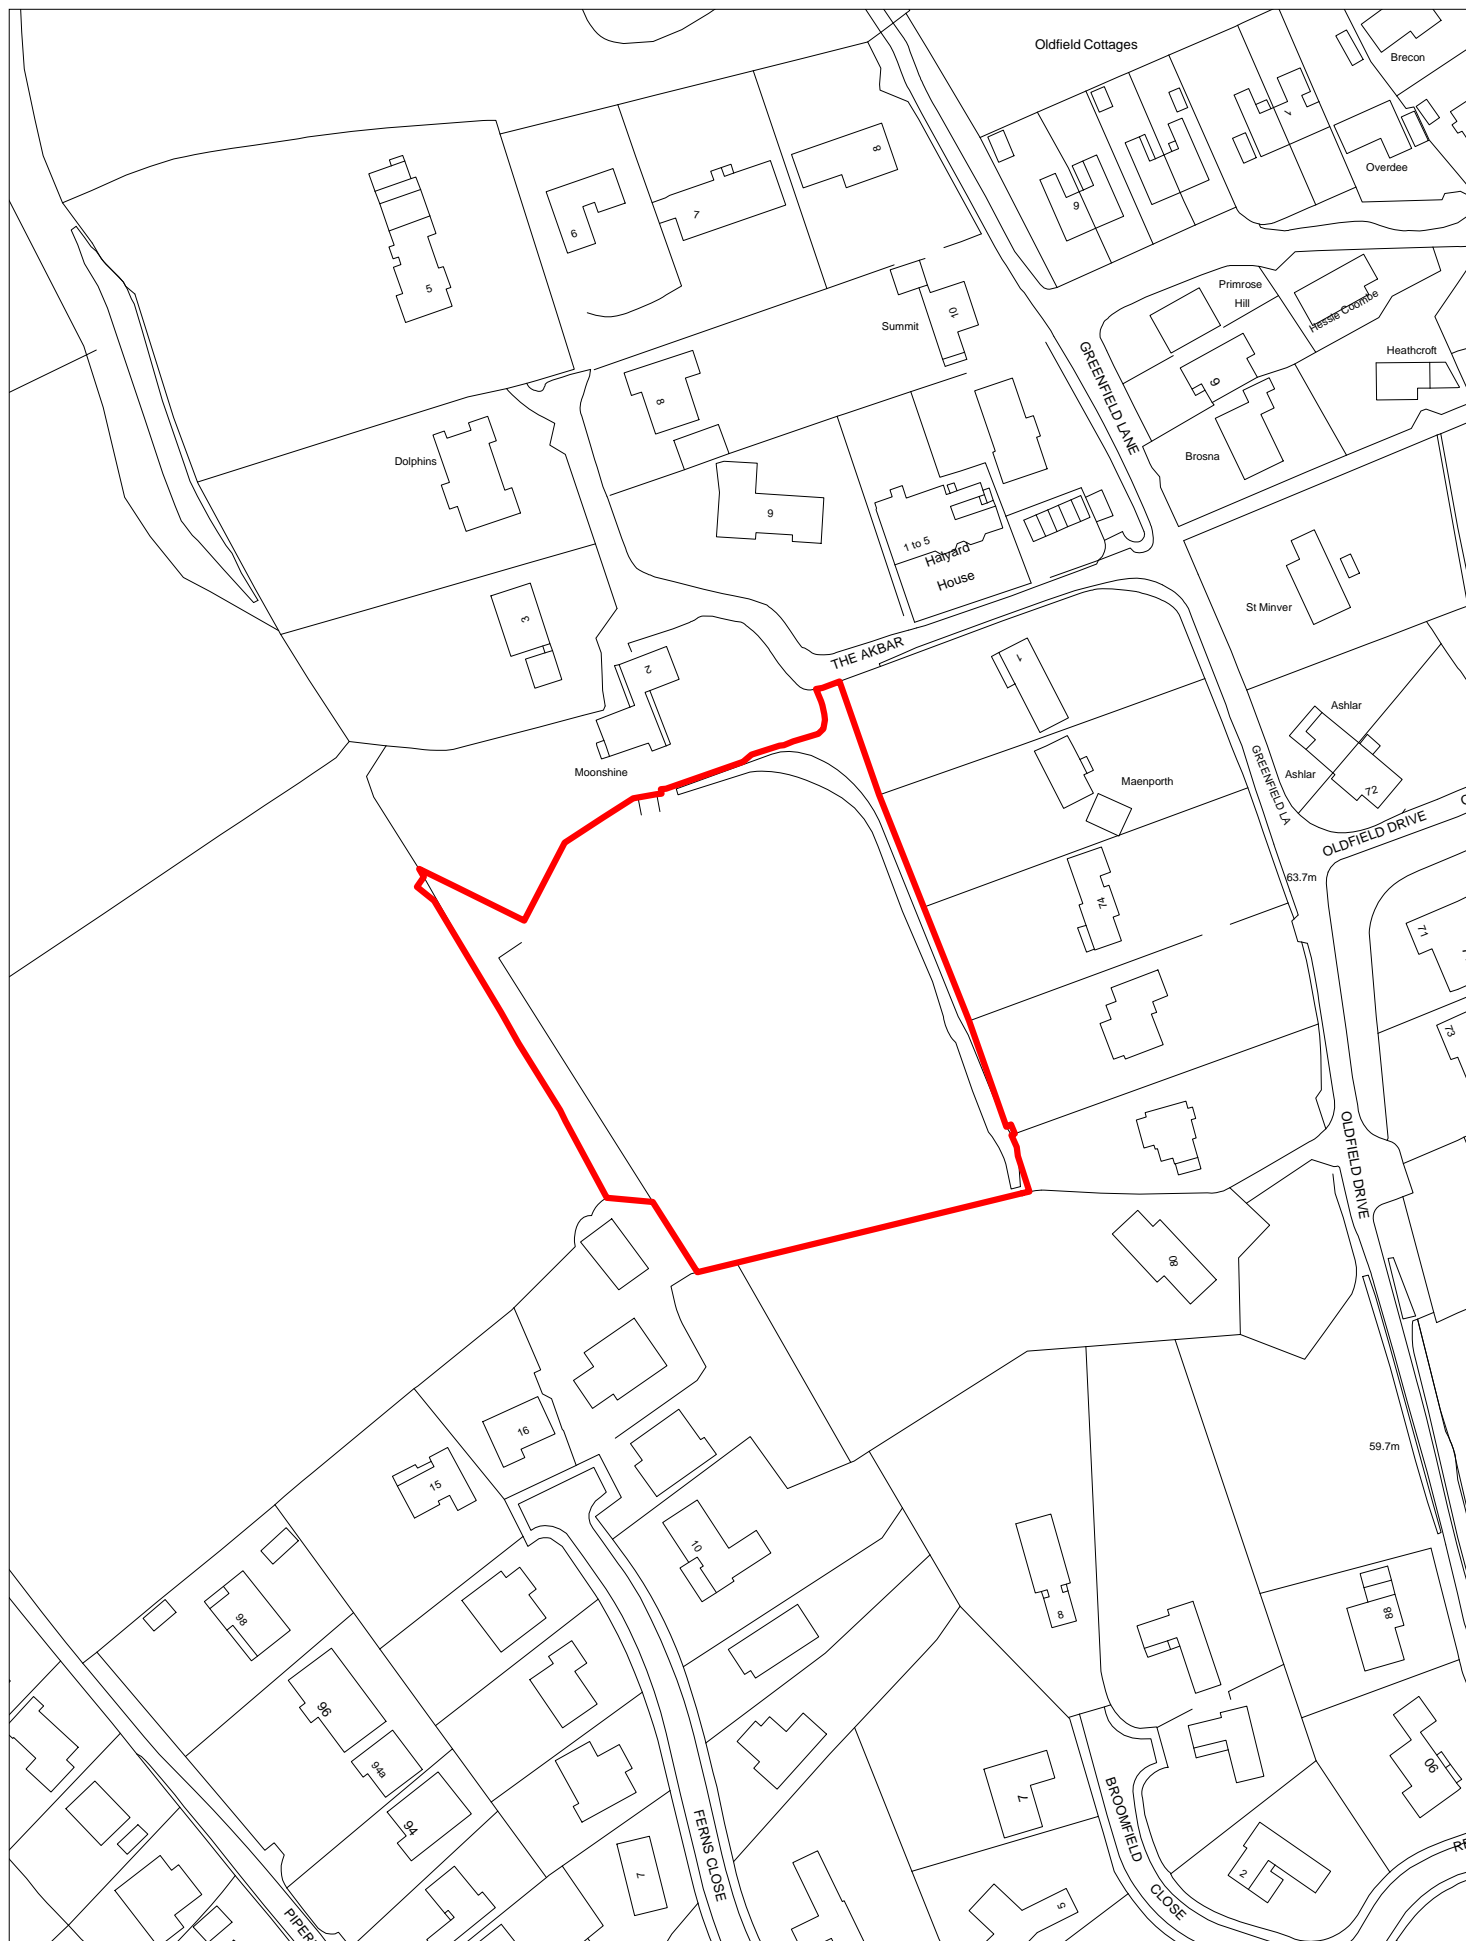 Oldfield Cottages
Brecon
1
Overdee
8
7
6
6
5
Summit
10
Primrose
Hill
Hessle Coombe
GREENFIELD LANE
Heathcroft
8
9
Brosna
Dolphins
9
1 to 5
Halyard
House
3
St Minver
THE AKBAR
2
1
Moonshine
Maenporth
Ashlar
Ashlar
72
GREENFIELD LA
OLDFIELD DRIVE
63.7m
74
71
73
OLDFIELD DRIVE
80
59.7m
16
15
10
98
8
88
96
94a
94
90
7
7
BROOMFIELD
CLOSE
FERNS CLOSE
2
5